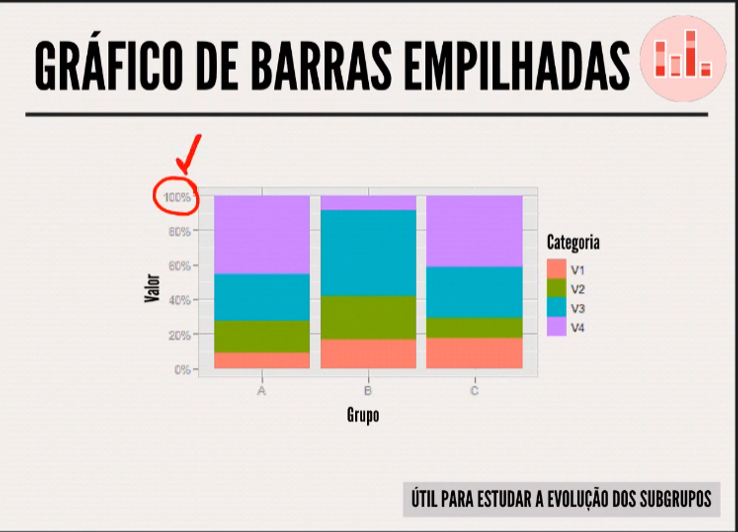 GRÁFICO DE BARRAS EMPILHADAS
100%
80%
60%
40%
20%
0%
Valor
A B C
Grupo
Categoria
V1
V2
V3
V4
ÚTIL PARA ESTUDAR A EVOLUÇÃO DOS SUBGRUPOS